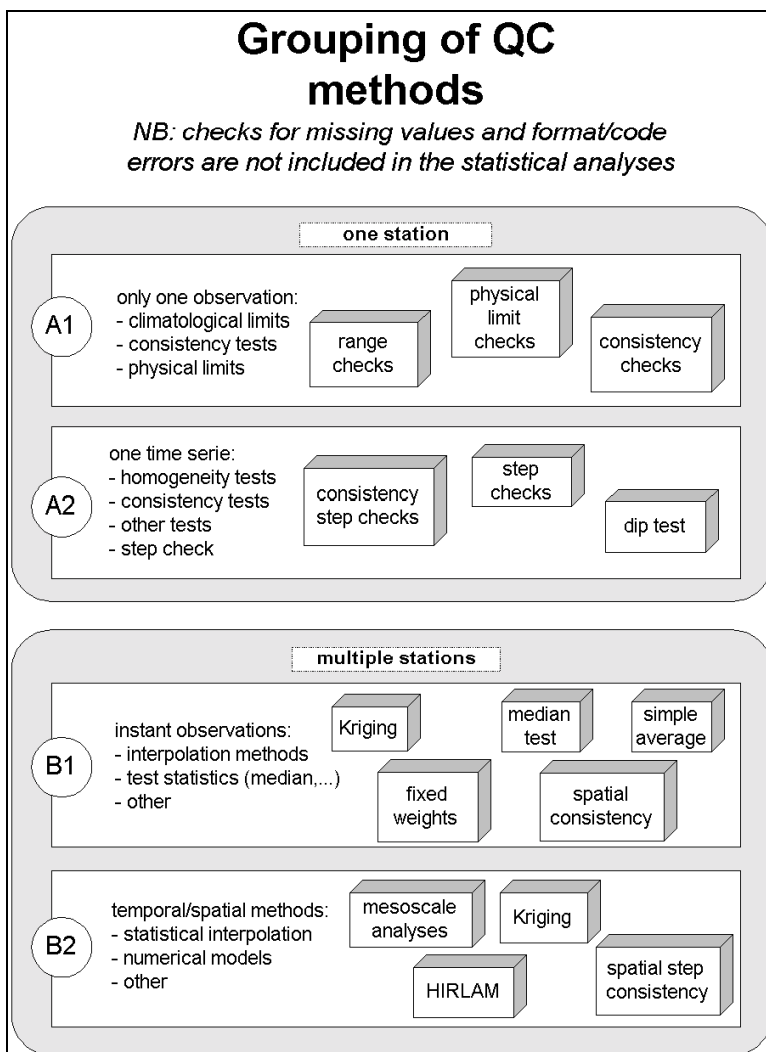 Grouping of QC
methods
NB: checks for missing values and format/code
errors are not included in the statistical analyses
one station
A1
only one observation:
- climatological limits
- consistency tests
- physical limits
range
checks
physical
limit
checks
consistency
checks
A2
one time serie:
- homogeneity tests
- consistency tests
- other tests
- step check
consistency
step checks
step
checks
dip test
multiple stations
B1
instant observations:
- interpolation methods
- test statistics (median,...)
- other
Kriging
median
test
simple
average
fixed
weights
spatial
consistency
B2
temporal/spatial methods:
- statistical interpolation
- numerical models
- other
mesoscale
analyses
Kriging
HIRLAM
spatial step
consistency